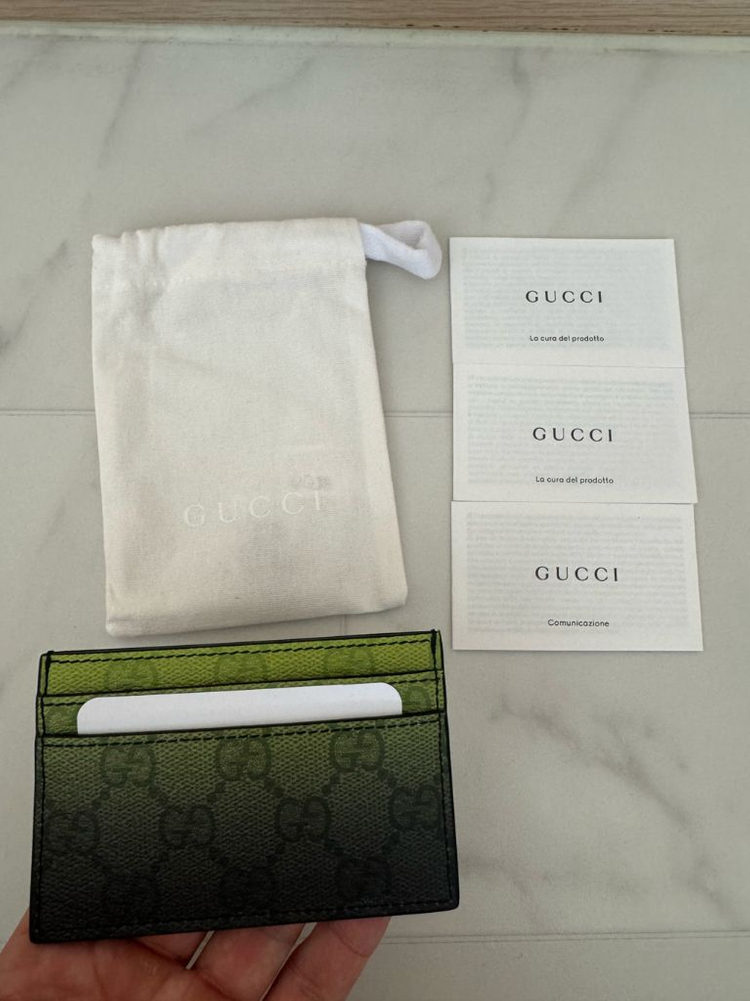 GUCCI
GUCCI
La cura del prodotto
GUCCI
La cura del prodotto
GUCCI
Comunicazione